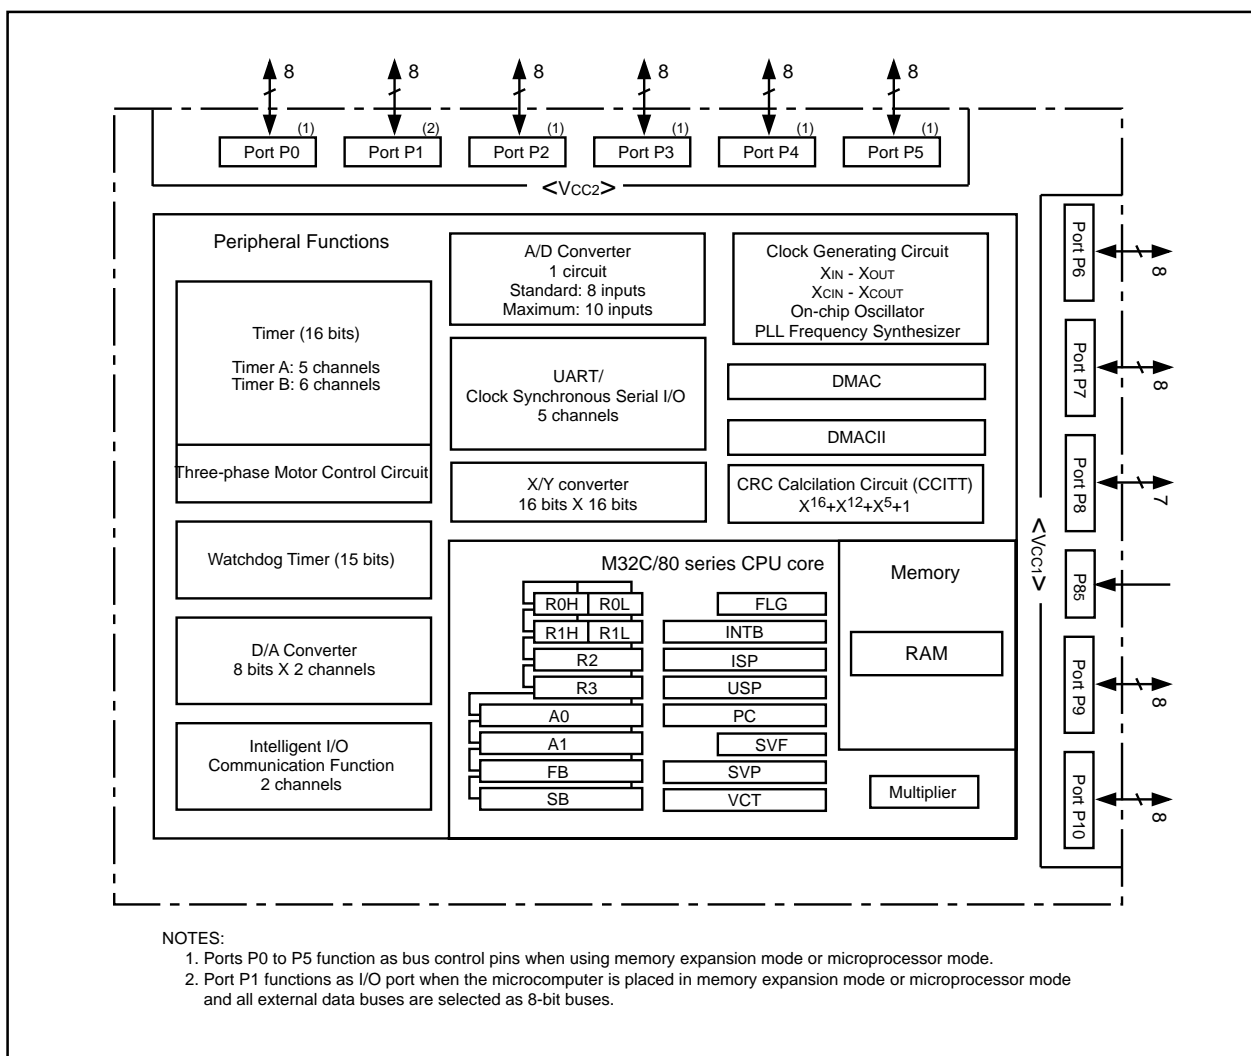 8 8 8 8 8 8
(1) (2) (1) (1) (1) (1)
Port P0 Port P1 Port P2 Port P3 Port P4 Port P5
<VCC2>
Peripheral Functions
Timer (16 bits)
Timer A: 5 channels
Timer B: 6 channels
Three-phase Motor Control Circuit
Watchdog Timer (15 bits)
D/A Converter
8 bits X 2 channels
Intelligent I/O
Communication Function
2 channels
A/D Converter
1 circuit
Standard: 8 inputs
Maximum: 10 inputs
UART/
Clock Synchronous Serial I/O
5 channels
X/Y converter
16 bits X 16 bits
Clock Generating Circuit
XIN - XOUT
XCIN - XCOUT
On-chip Oscillator
PLL Frequency Synthesizer
DMAC
DMACII
CRC Calcilation Circuit (CCITT)
X16+X12+X5+1
M32C/80 series CPU core
R0H R0L
R1H R1L
R2
R3
A0
A1
FB
SB
FLG
INTB
ISP
USP
PC
SVF
SVP
VCT
Memory
RAM
Multiplier
<VCC1>
Port P6
8
Port P7
8
Port P8
7
P85
Port P9
8
Port P10
8
NOTES:
1. Ports P0 to P5 function as bus control pins when using memory expansion mode or microprocessor mode.
2. Port P1 functions as I/O port when the microcomputer is placed in memory expansion mode or microprocessor mode
and all external data buses are selected as 8-bit buses.